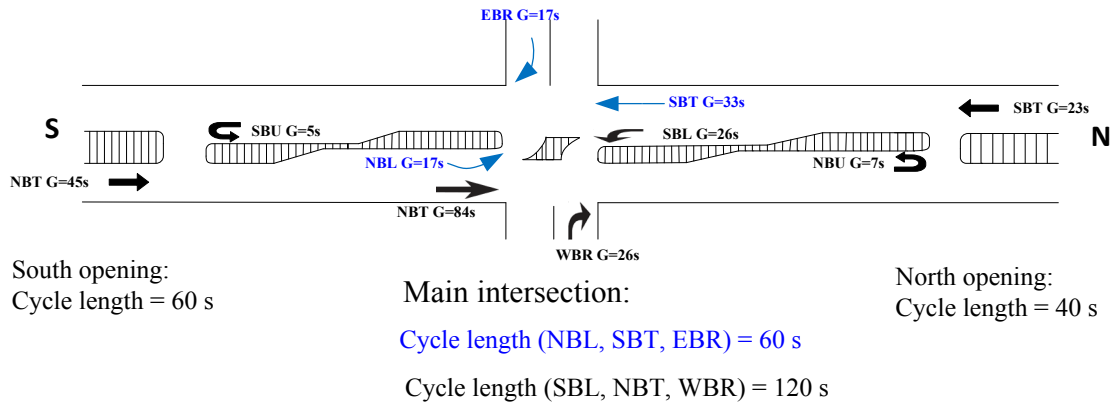 EBR G=17s
SBT G=33s
SBT G=23s
S
SBU G=5s
SBL G=26s
N
NBL G=17s
NBU G=7s
NBT G=45s
NBT G=84s
WBR G=26s
South opening:
Cycle length = 60 s
Main intersection:
Cycle length (NBL, SBT, EBR) = 60 s
Cycle length (SBL, NBT, WBR) = 120 s
North opening:
Cycle length = 40 s